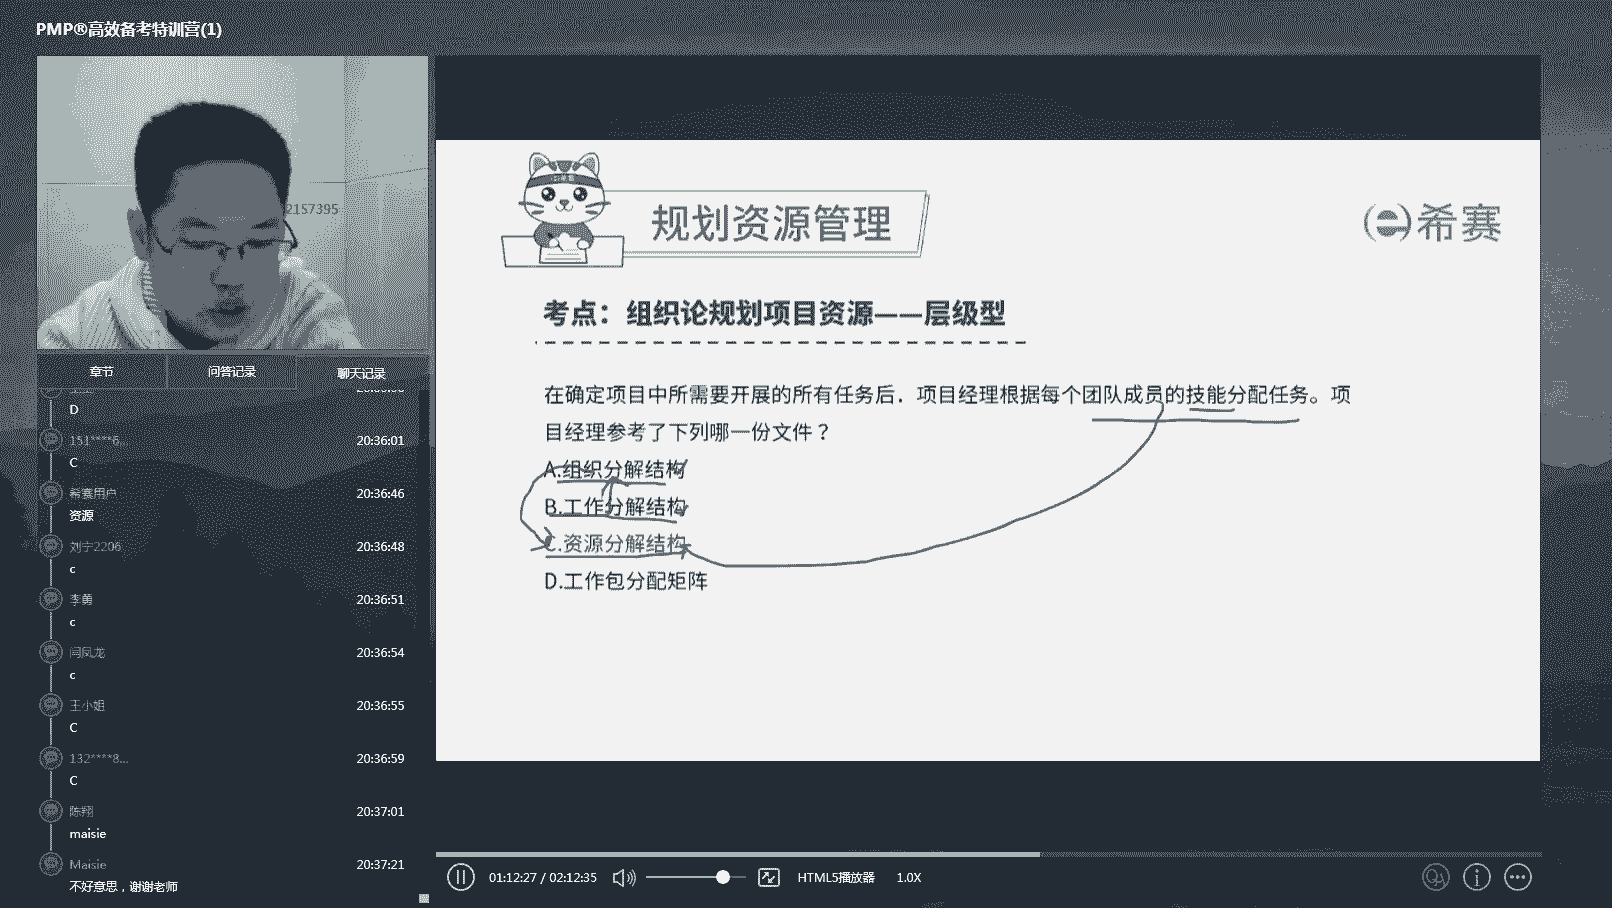 PMP®高效备考特训营(1)
2157395
章节
问答记录
聊天记录
D
151****6...
20:36:01
C
希赛用户
20:36:46
资源
刘宁2206
20:36:48
c
李萌
20:36:51
c
闫凤龙
20:36:54
c
王小姐
20:36:55
C
132****8...
20:36:59
C
陈翔
20:37:01
maisie
Maisie
20:37:21
不好意思，谢谢老师
规划资源管理
希赛
考点：组织论规划项目资源——层级型
在确定项目中所需要开展的所有任务后．项目经理根据每个团队成员的技能分配任务。项
目经理参考了下列哪一份文件？
A.组织分解结构
B.工作分解结构
C.资源分解结构
D.工作包分配矩阵
01:12:27 / 02:12:35
HTML5播放器
1.0X